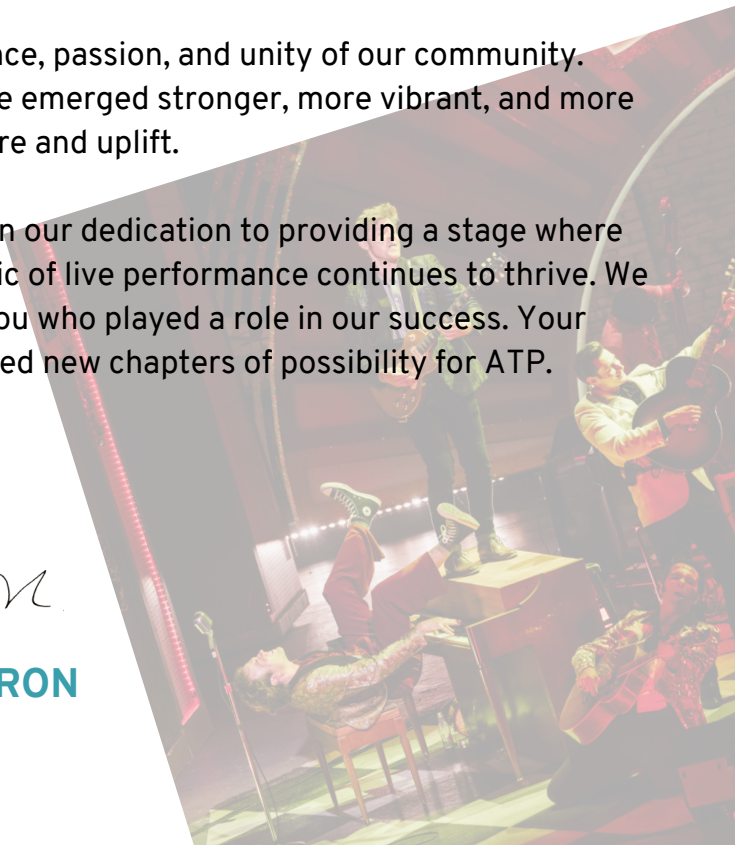 ce, passion, and unity of our community.
e emerged stronger, more vibrant, and more
re and uplift.
n our dedication to providing a stage where
ic of live performance continues to thrive. We
ou who played a role in our success. Your
ed new chapters of possibility for ATP.
RON